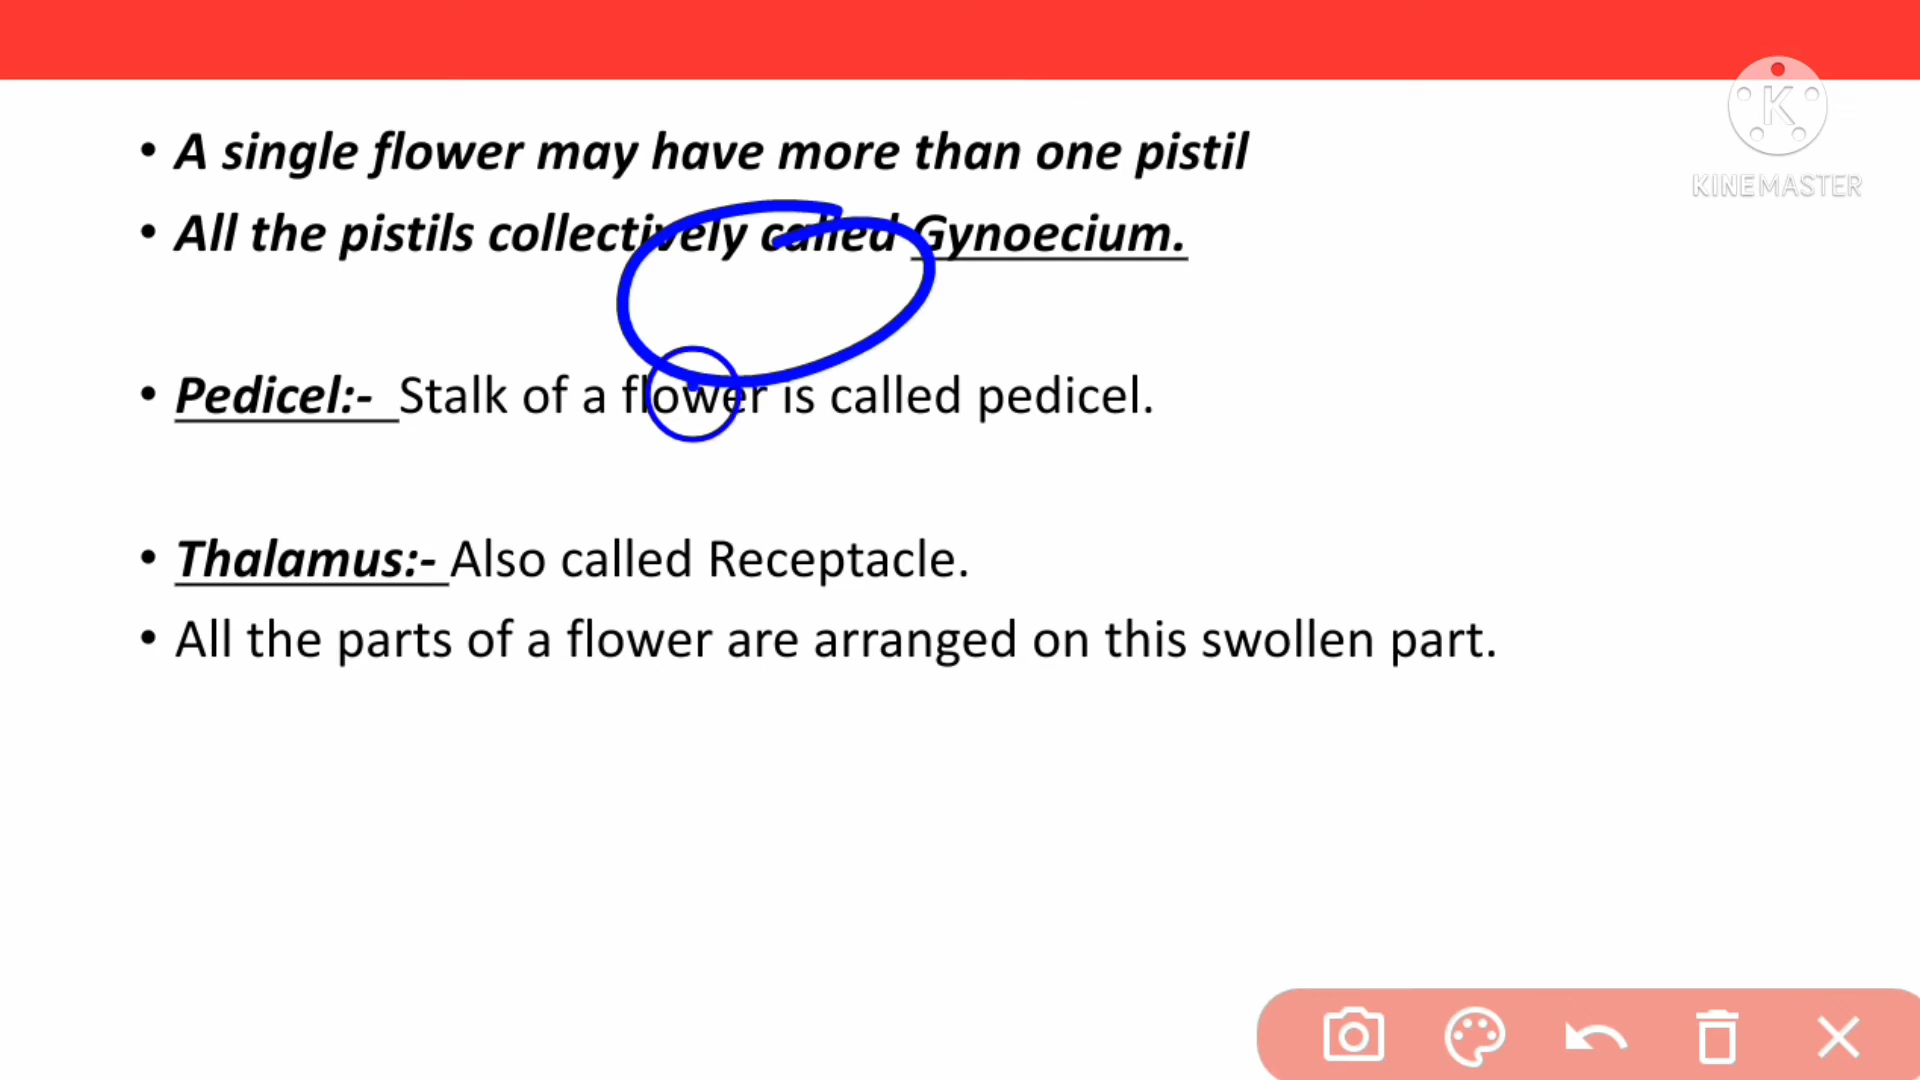 KINEMASTER
• A single flower may have more than one pistil
• All the pistils collectively called Gynoecium.
• Pedicel:- Stalk of a flower is called pedicel.
• Thalamus:- Also called Receptacle.
• All the parts of a flower are arranged on this swollen part.